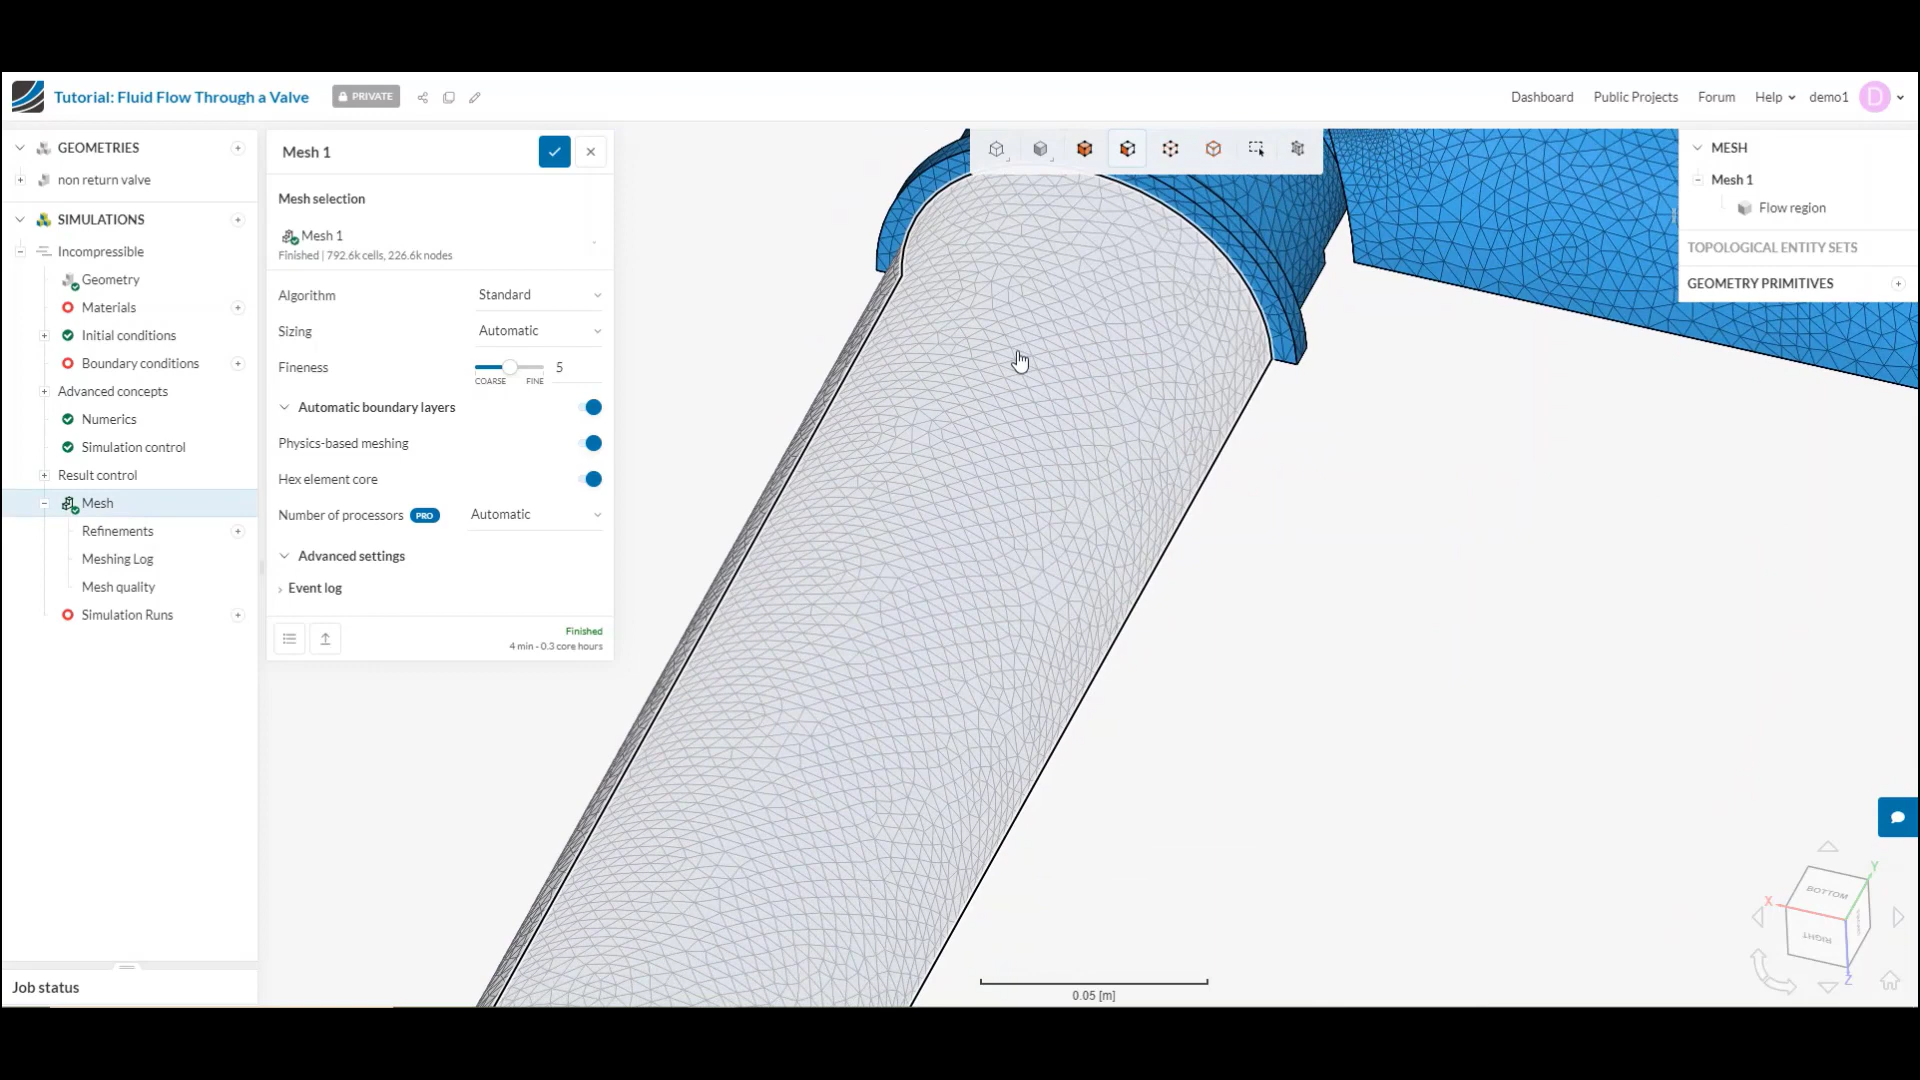 Tutorial: Fluid Flow Through a Valve
PRIVATE
Dashboard
Public Projects
Forum
Help
demo1
D
GEOMETRIES
non return valve
SIMULATIONS
Incompressible
Geometry
Materials
Initial conditions
Boundary conditions
Advanced concepts
Numerics
Simulation control
Result control
Mesh
Refinements
Meshing Log
Mesh quality
Simulation Runs
Job status
Mesh 1
Mesh selection
Mesh 1
Finished | 792.6k cells, 226.6k nodes
Algorithm Standard
Sizing Automatic
Fineness 5
COARSE FINE
Automatic boundary layers
Physics-based meshing
Hex element core
Number of processors PRO Automatic
Advanced settings
Event log
Finished
4 min - 0.3 core hours
MESH
Mesh 1
Flow region
TOPOLOGICAL ENTITY SETS
GEOMETRY PRIMITIVES
0.05 [m]
Y
X
BOTTOM
RIGHT
Z